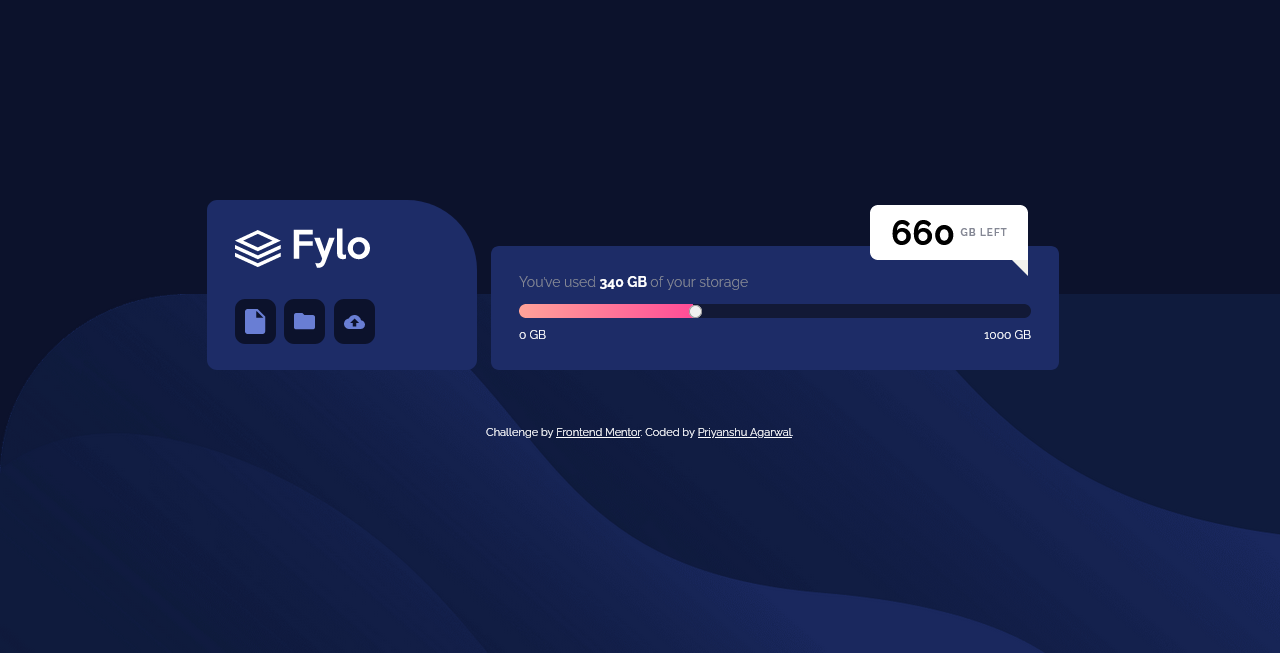 Fylo
660 GB LEFT
You've used 340 GB of your storage
0 GB 1000 GB
Challenge by Frontend Mentor. Coded by Priyanshu Agarwal.